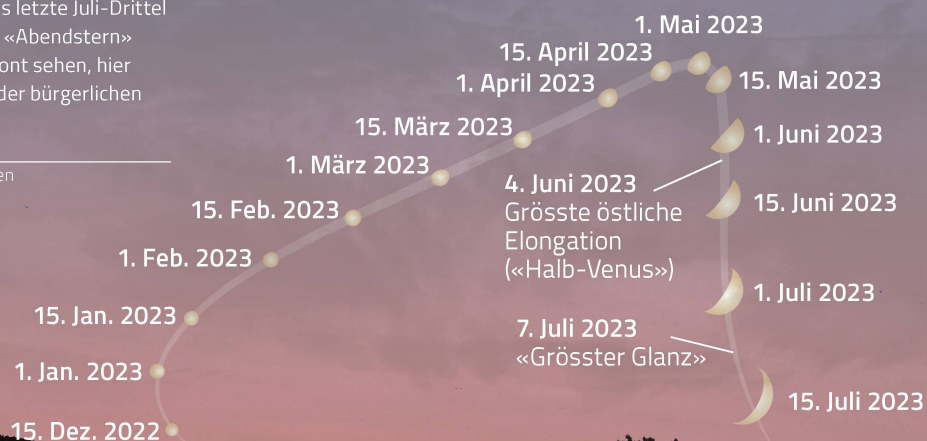 s letzte Juli-Drittel
«Abendstern»
ont sehen, hier
der bürgerlichen
en
1. Mai 2023
15. April 2023
1. April 2023
15. Mai 2023
15. März 2023
1. Juni 2023
1. März 2023
4. Juni 2023
Grösste östliche
Elongation
(«Halb-Venus»)
15. Juni 2023
15. Feb. 2023
1. Feb. 2023
1. Juli 2023
15. Jan. 2023
7. Juli 2023
«Grösster Glanz»
1. Jan. 2023
15. Juli 2023
15. Dez. 2022